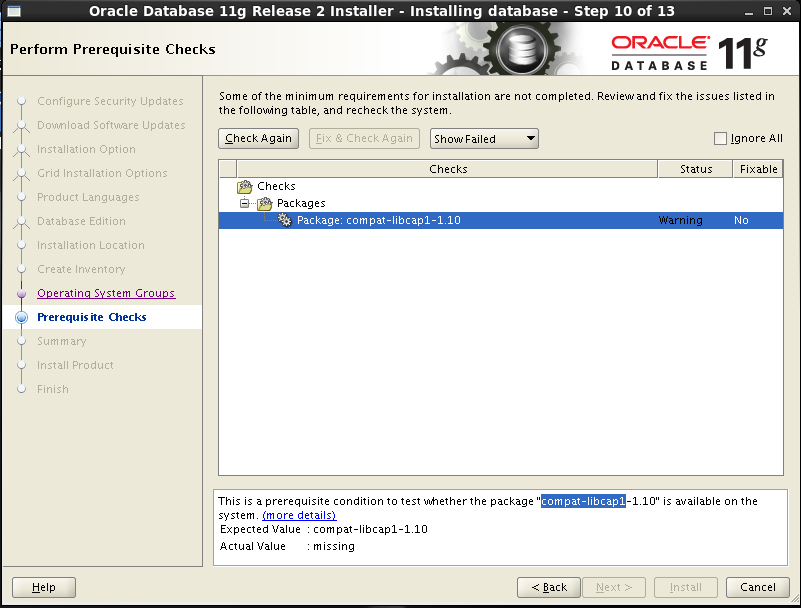 Oracle Database 11g Release 2 Installer - Installing database - Step 10 of 13
Perform Prerequisite Checks
ORACLE
DATABASE
11g
Configure Security Updates
Download Software Updates
Installation Option
Grid Installation Options
Product Languages
Database Edition
Installation Location
Create Inventory
Operating System Groups
Prerequisite Checks
Summary
Install Product
Finish
Some of the minimum requirements for installation are not completed. Review and fix the issues listed in
the following table, and recheck the system.
Check Again
Fix & Check Again
Show Failed
Ignore All
Checks Status Fixable
Checks
Packages
Package: compat-libcap1-1.10 Warning No
This is a prerequisite condition to test whether the package "compat-libcap1-1.10" is available on the
system. (more details)
Expected Value : compat-libcap1-1.10
Actual Value : missing
Help
< Back
Next >
Install
Cancel